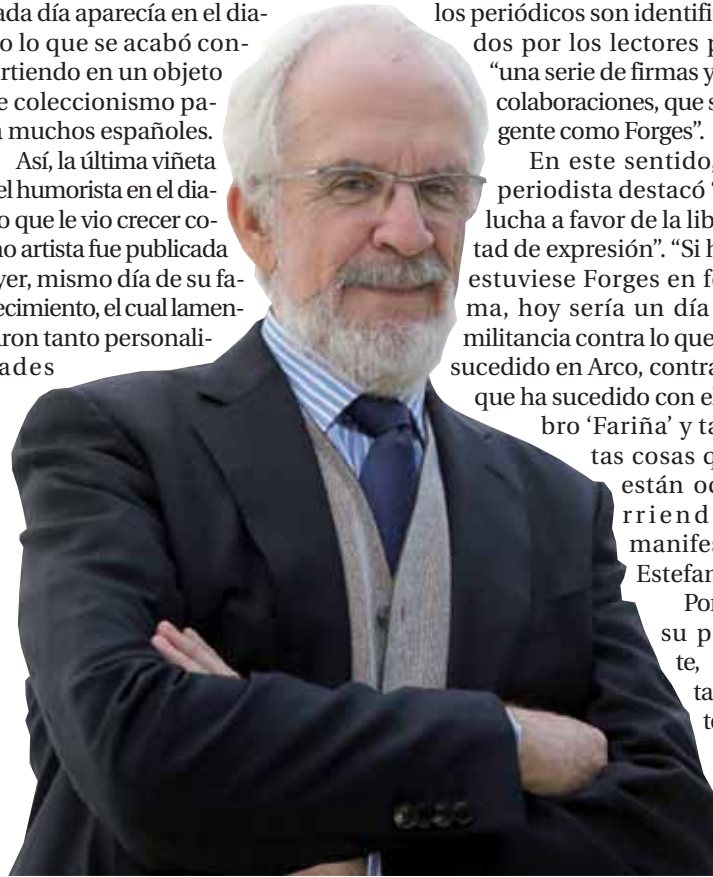 ada día aparecía en el dia-
o lo que se acabó con-
rtiendo en un objeto
e coleccionismo pa-
a muchos españoles.
Así, la última viñeta
el humorista en el dia-
o que le vio crecer co-
o artista fue publicada
yer, mismo día de su fa-
ecimiento, el cual lamen-
aron tanto personali-
ades
los periódicos son identifi
dos por los lectores p
“una serie de firmas y
colaboraciones, que s
gente como Forges”.
En este sentido,
periodista destacó
lucha a favor de la lib
tad de expresión”. “Si h
estuviese Forges en fo
ma, hoy sería un día
militancia contra lo que
sucedido en Arco, contra
que ha sucedido con el
bro ‘Fariña’ y ta
tas cosas q
están oc
rriend
manifes
Estefan
Por
su p
te,
ta
te